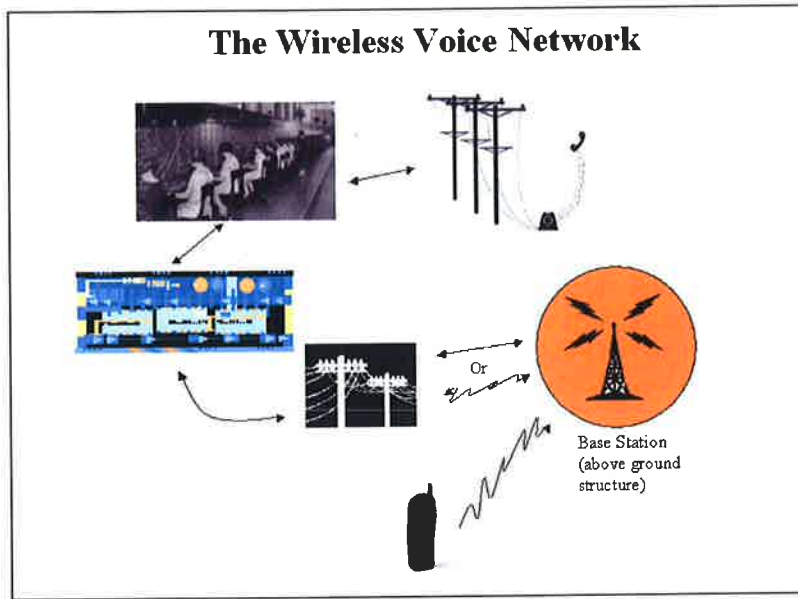 The Wireless Voice Network
Or
Base Station
(above ground
structure)